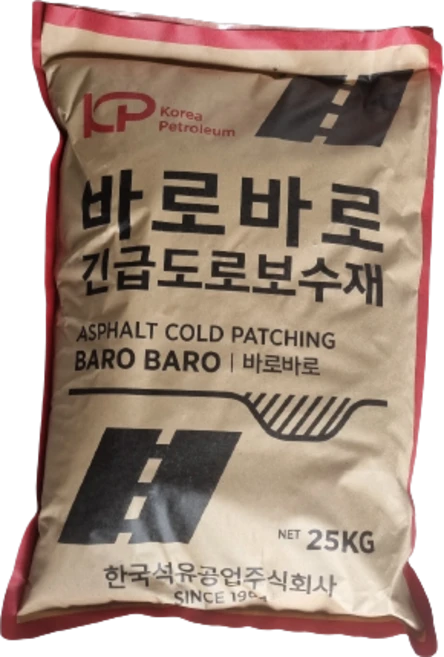 KP Korea
Petroleum
바로바로
긴급도로보수재
ASPHALT COLD PATCHING
BARO BARO | 바로바로
NET 25KG
한국석유공업주식회사
SINCE